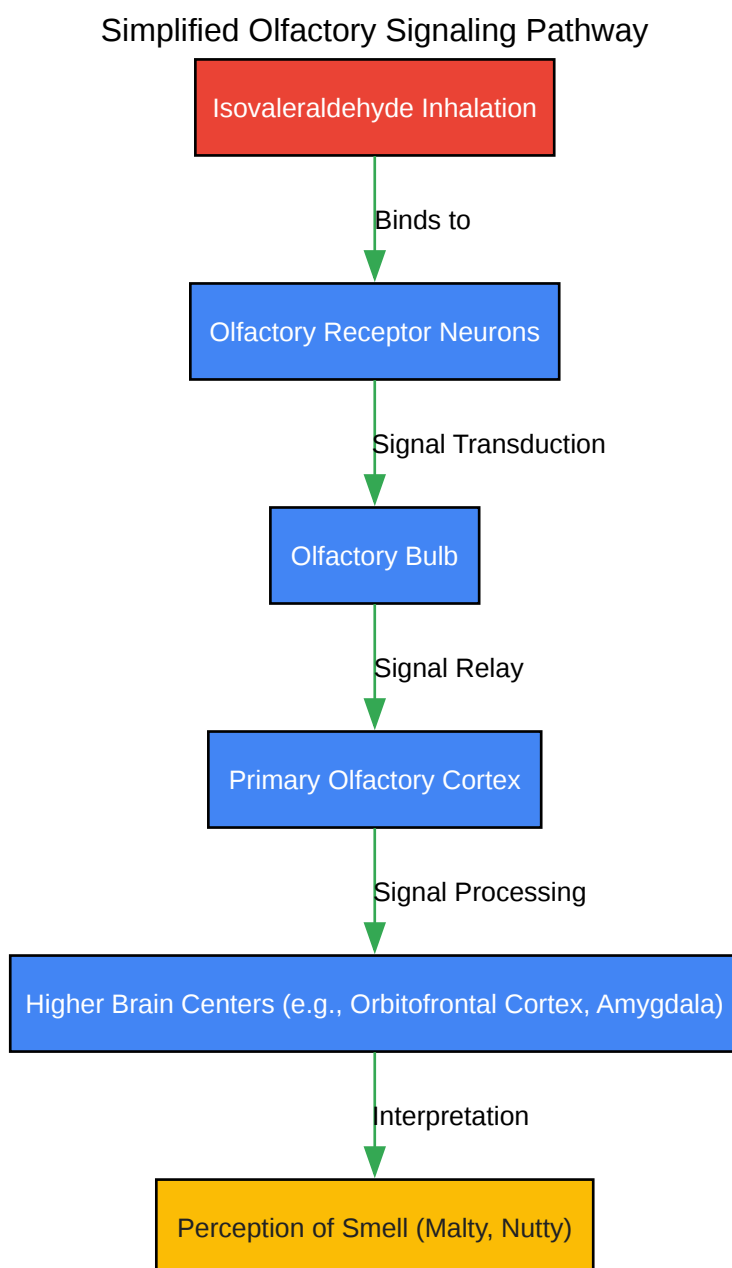 Simplified Olfactory Signaling Pathway
Isovaleraldehyde Inhalation
Binds to
Olfactory Receptor Neurons
Signal Transduction
Olfactory Bulb
Signal Relay
Primary Olfactory Cortex
Signal Processing
Higher Brain Centers (e.g., Orbitofrontal Cortex, Amygdala)
Interpretation
Perception of Smell (Malty, Nutty)